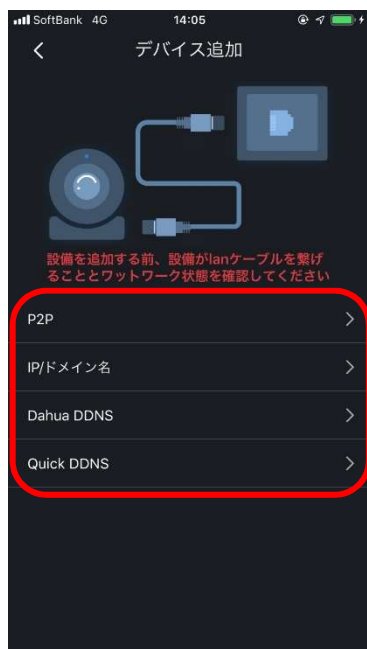 SoftBank 4G 14:05
デバイス追加
設備を追加する前、設備がlanケーブルを繋げ
ることとワットワーク状態を確認してください
P2P
IP/ドメイン名
Dahua DDNS
Quick DDNS